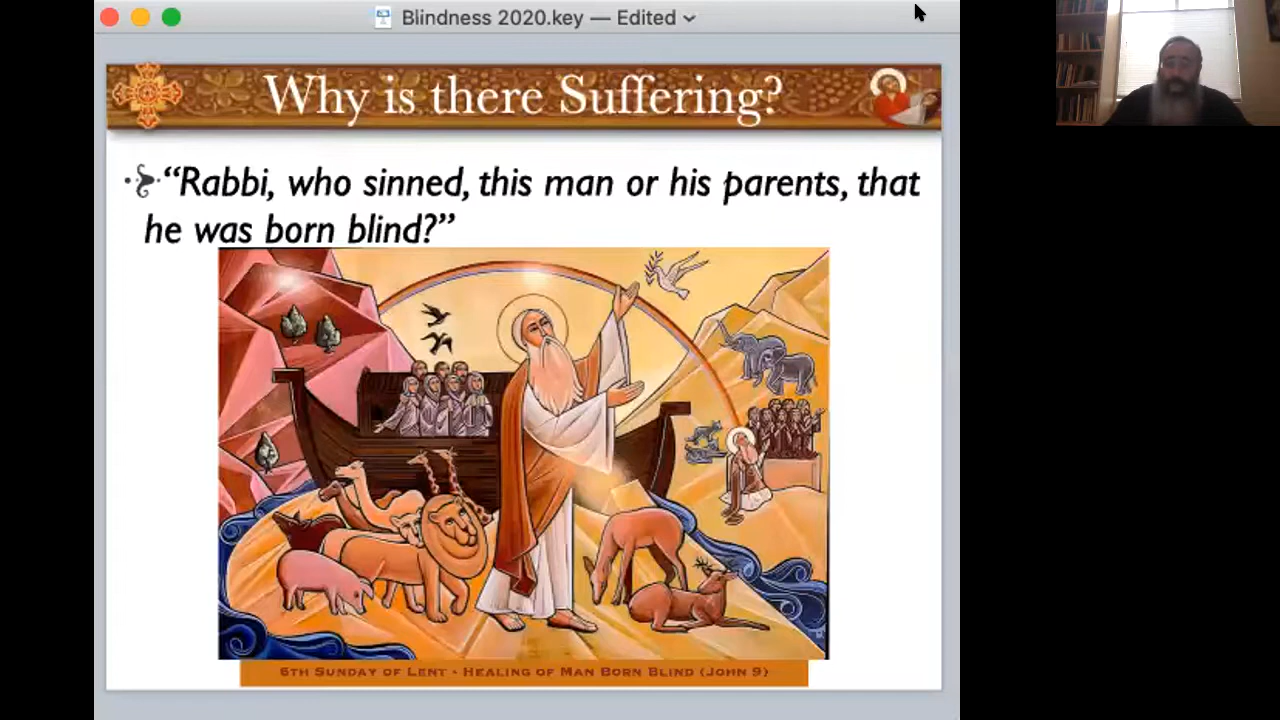 Blindness 2020.key — Edited
Why is there Suffering?
“Rabbi, who sinned, this man or his parents, that
he was born blind?”
6th Sunday of Lent · Healing of Man Born Blind (John 9)